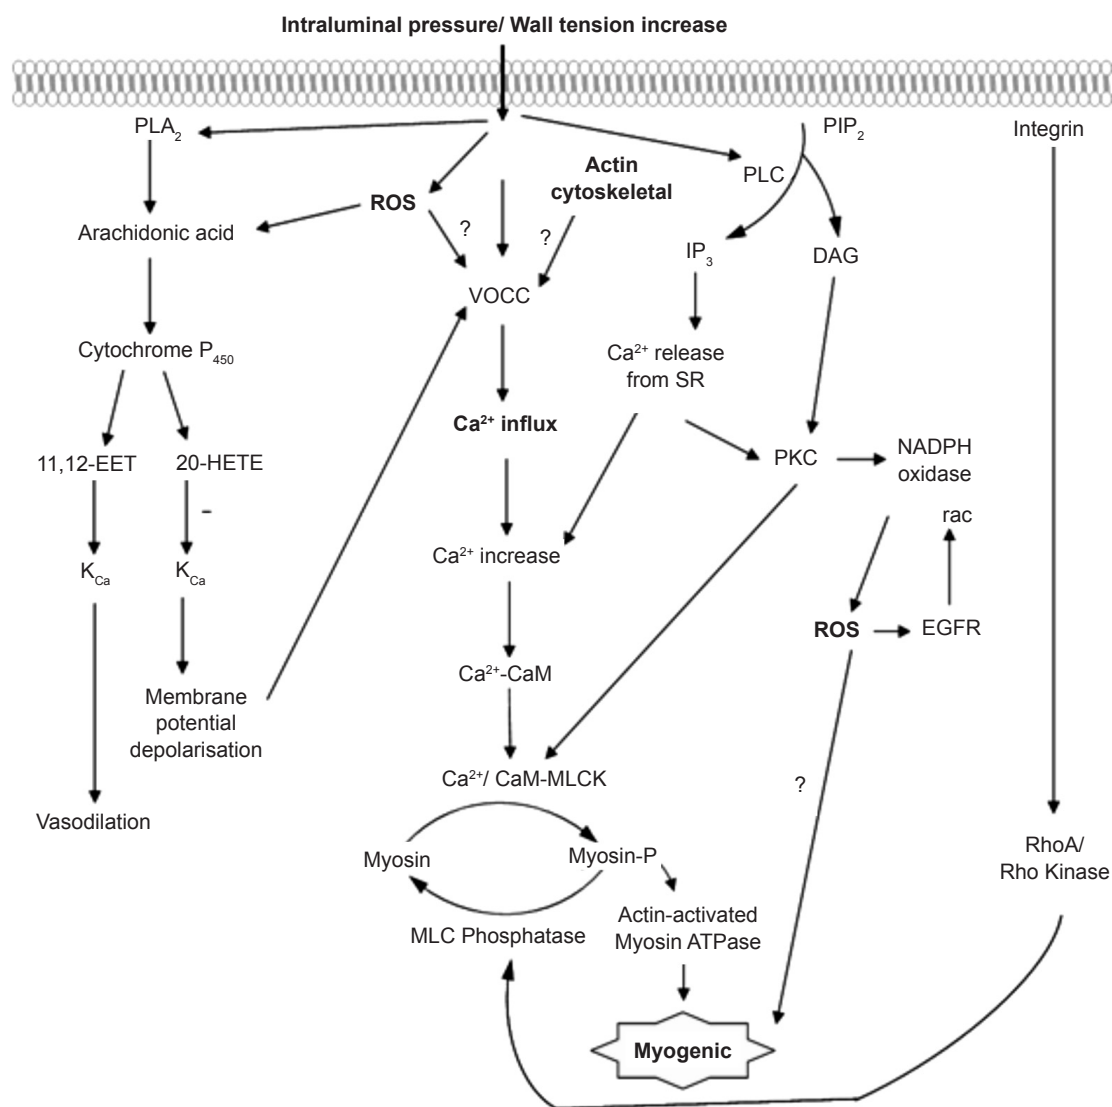 Intraluminal pressure/ Wall tension increase
PLA2
PIP2
Integrin
Actin
cytoskeletal
PLC
ROS
?
?
Arachidonic acid
IP3
DAG
VOCC
Cytochrome P450
Ca2+ release
from SR
Ca2+ influx
11,12-EET
20-HETE
PKC
NADPH
oxidase
–
rac
KCa
KCa
Ca2+ increase
ROS
EGFR
Ca2+-CaM
Membrane
potential
depolarisation
Ca2+/ CaM-MLCK
?
Vasodilation
Myosin
Myosin-P
RhoA/
Rho Kinase
Actin-activated
Myosin ATPase
MLC Phosphatase
Myogenic